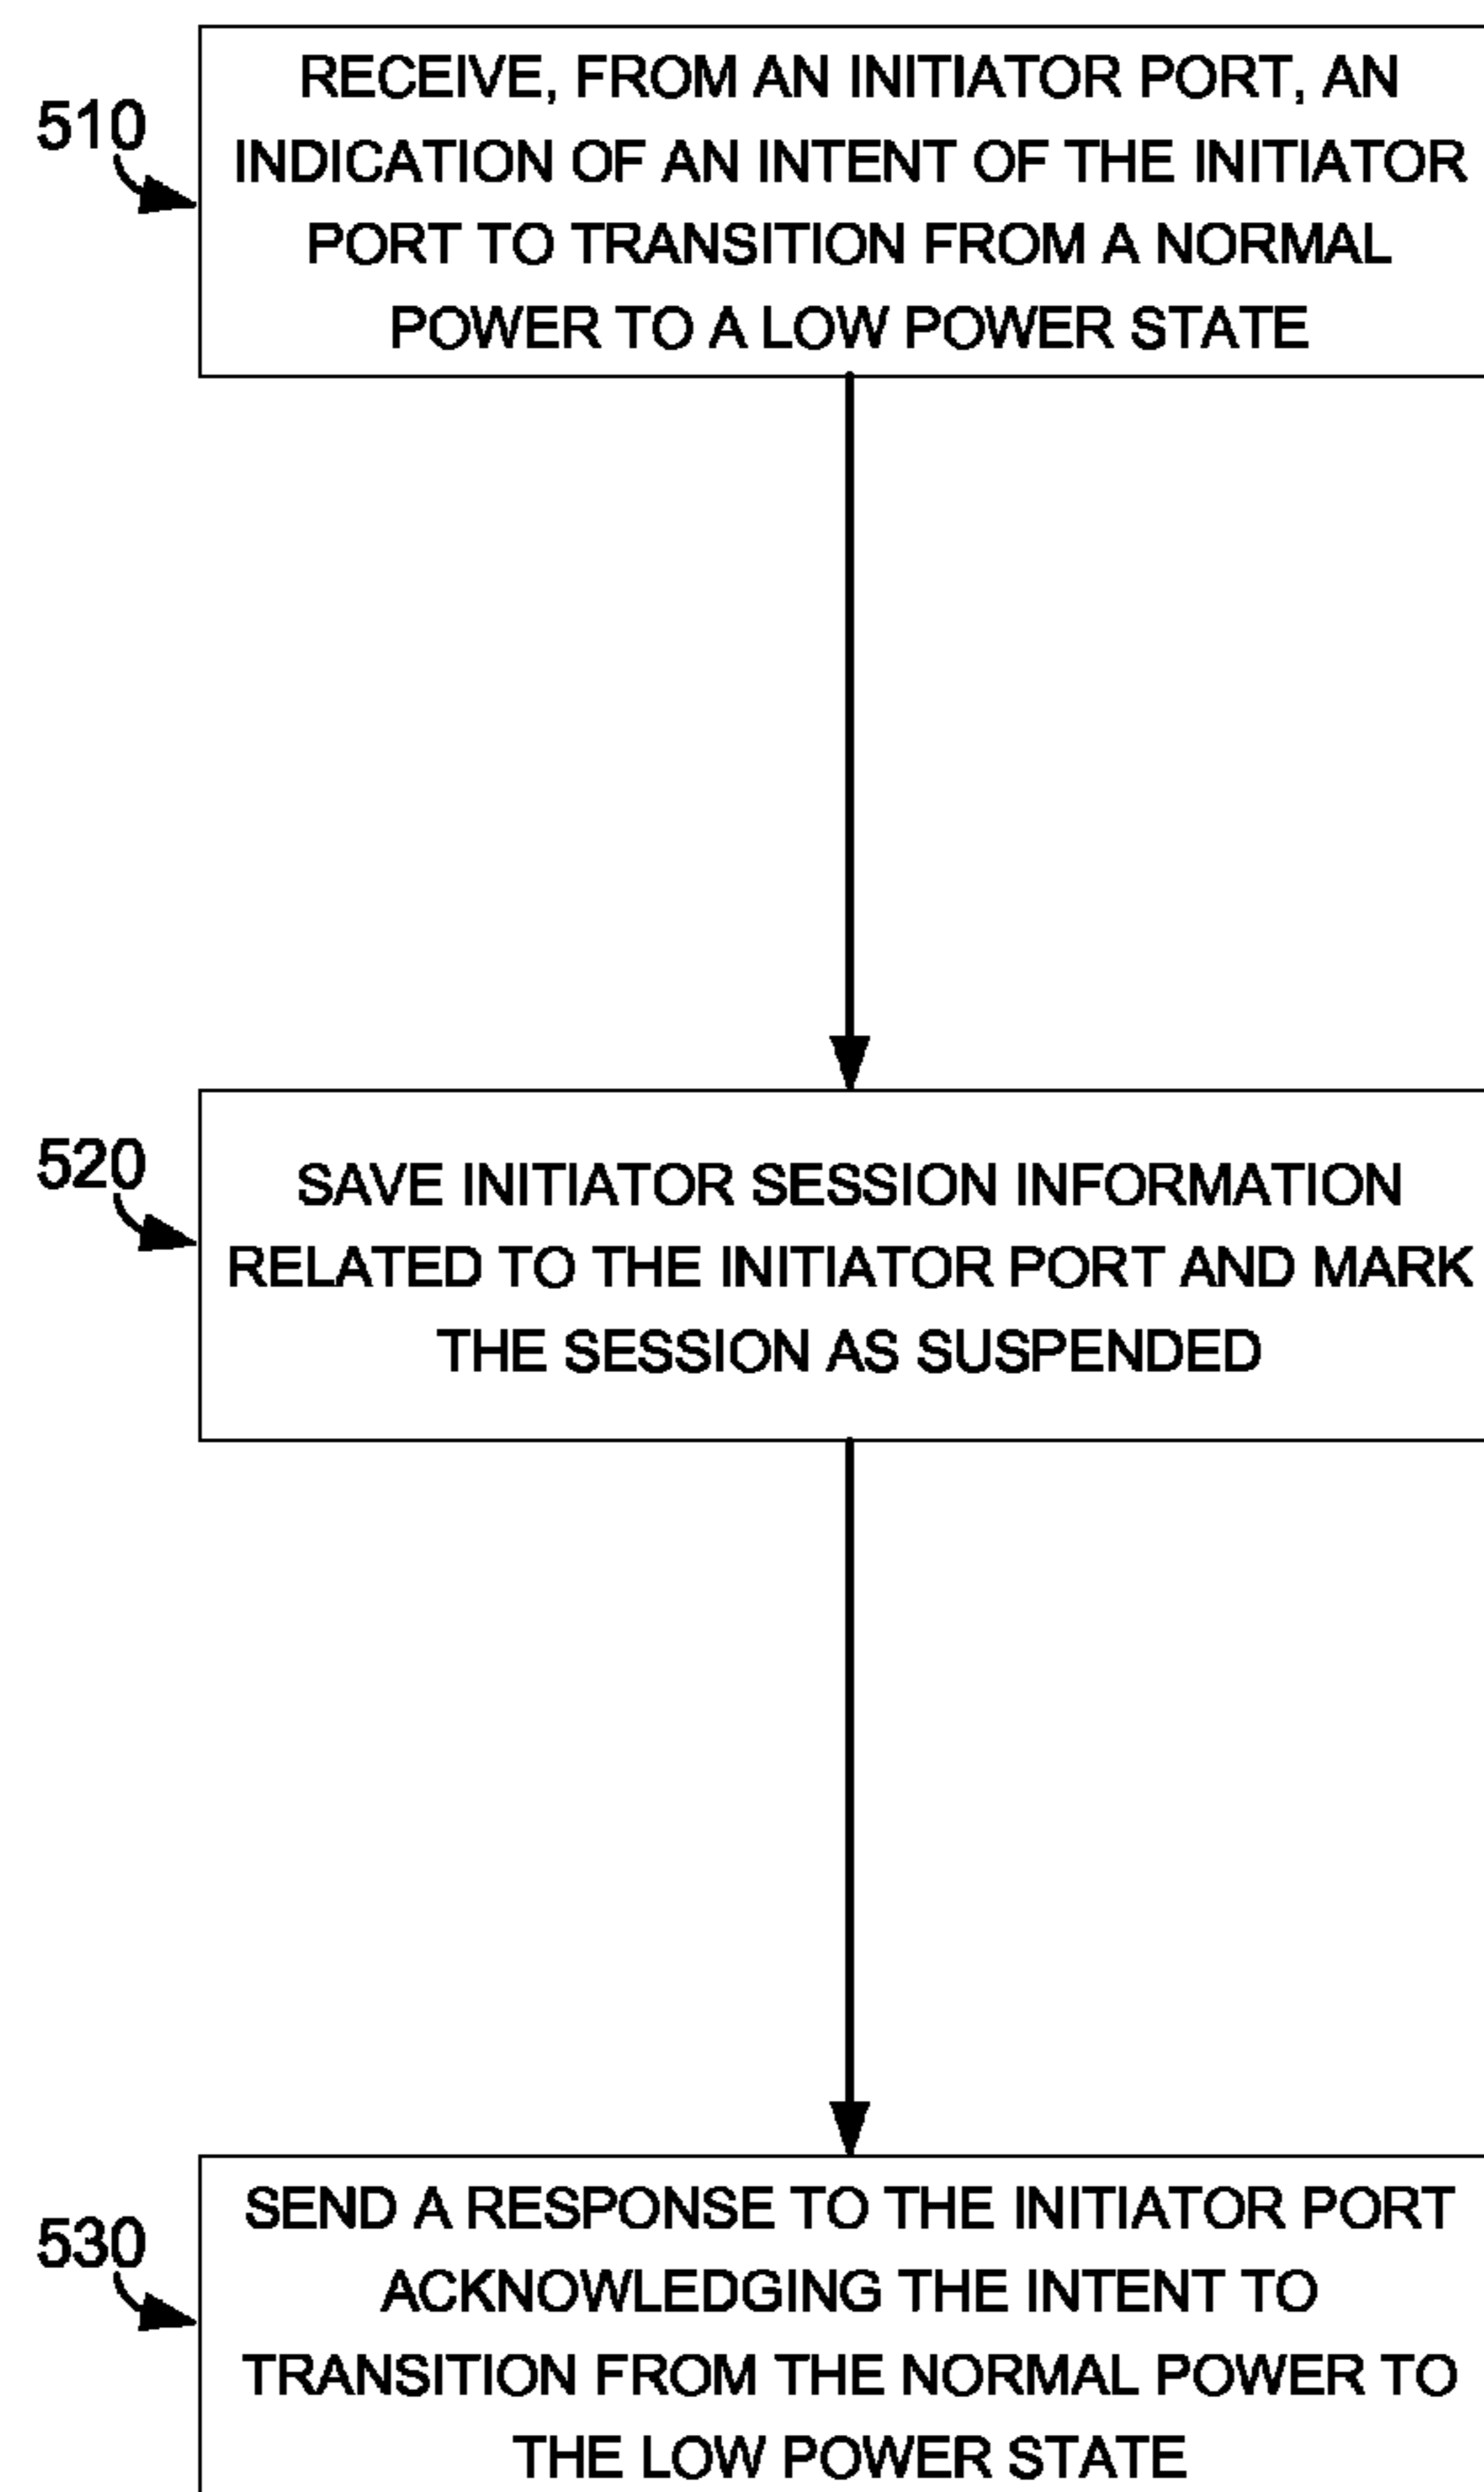 510
RECEIVE, FROM AN INITIATOR PORT, AN
INDICATION OF AN INTENT OF THE INITIATOR
PORT TO TRANSITION FROM A NORMAL
POWER TO A LOW POWER STATE
520
SAVE INITIATOR SESSION INFORMATION
RELATED TO THE INITIATOR PORT AND MARK
THE SESSION AS SUSPENDED
530
SEND A RESPONSE TO THE INITIATOR PORT
ACKNOWLEDGING THE INTENT TO
TRANSITION FROM THE NORMAL POWER TO
THE LOW POWER STATE